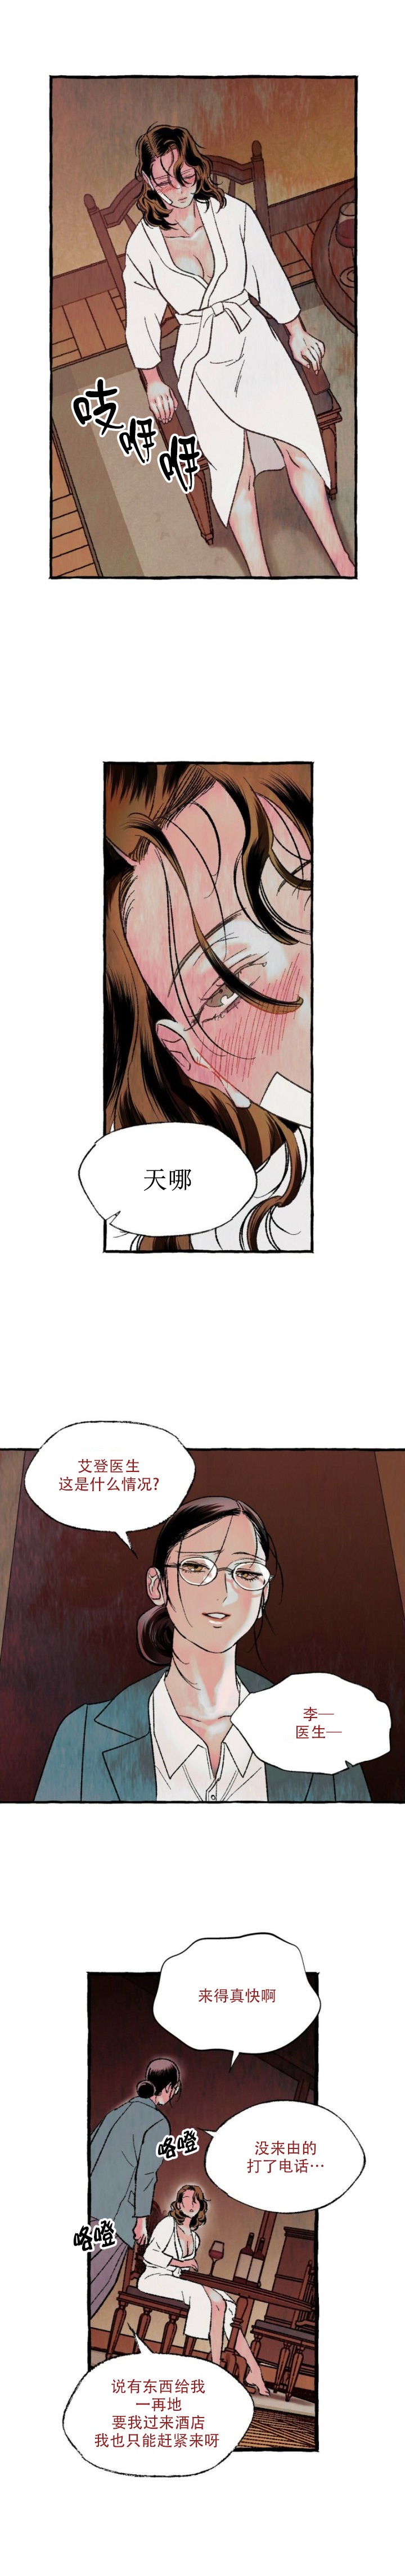 吱
咿
咿
天哪
艾登医生
这是什么情况?
李—
医生—
来得真快啊
没来由的
打了电话…
咯噔
咯噔
说有东西给我
一再地
要我过来酒店
我也只能赶紧来呀